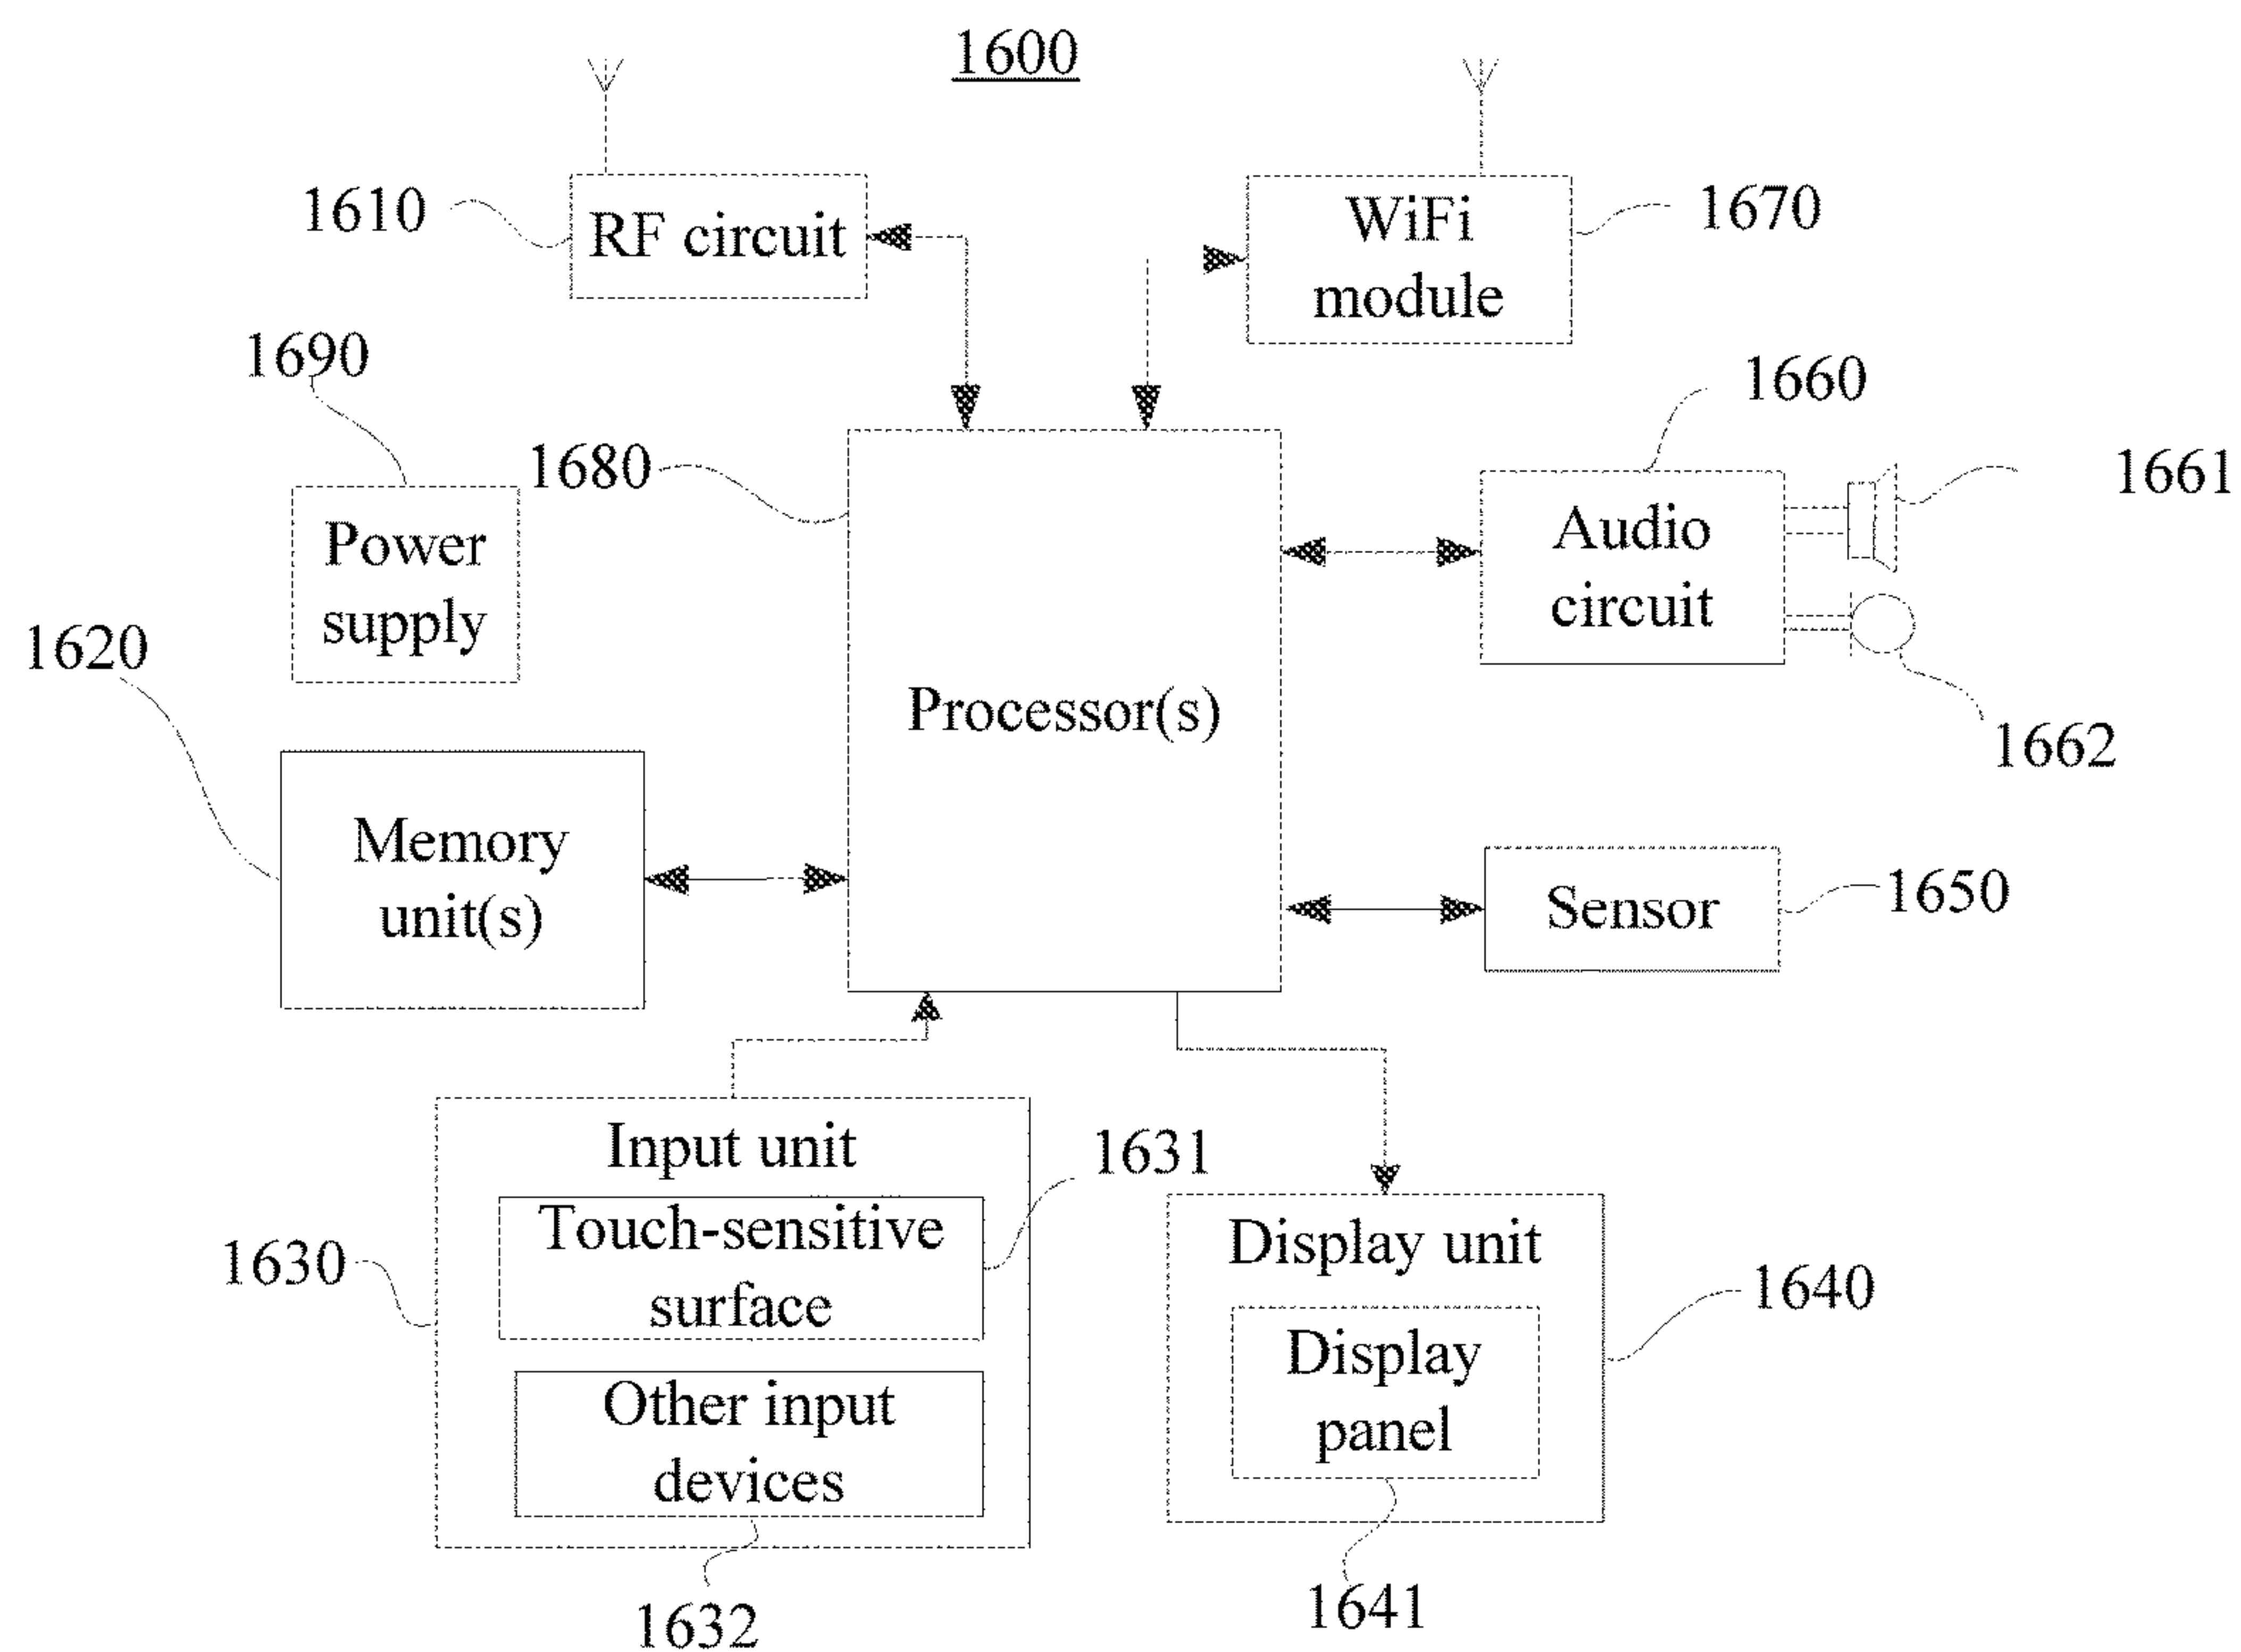 1600
1610
RF circuit
WiFi
module
1670
1690
1660
1680
1661
Power
supply
Audio
circuit
1620
Processor(s)
1662
Memory
unit(s)
Sensor
1650
Input unit
1631
Touch-sensitive
surface
1630
Display unit
1640
Display
panel
Other input
devices
1632
1641